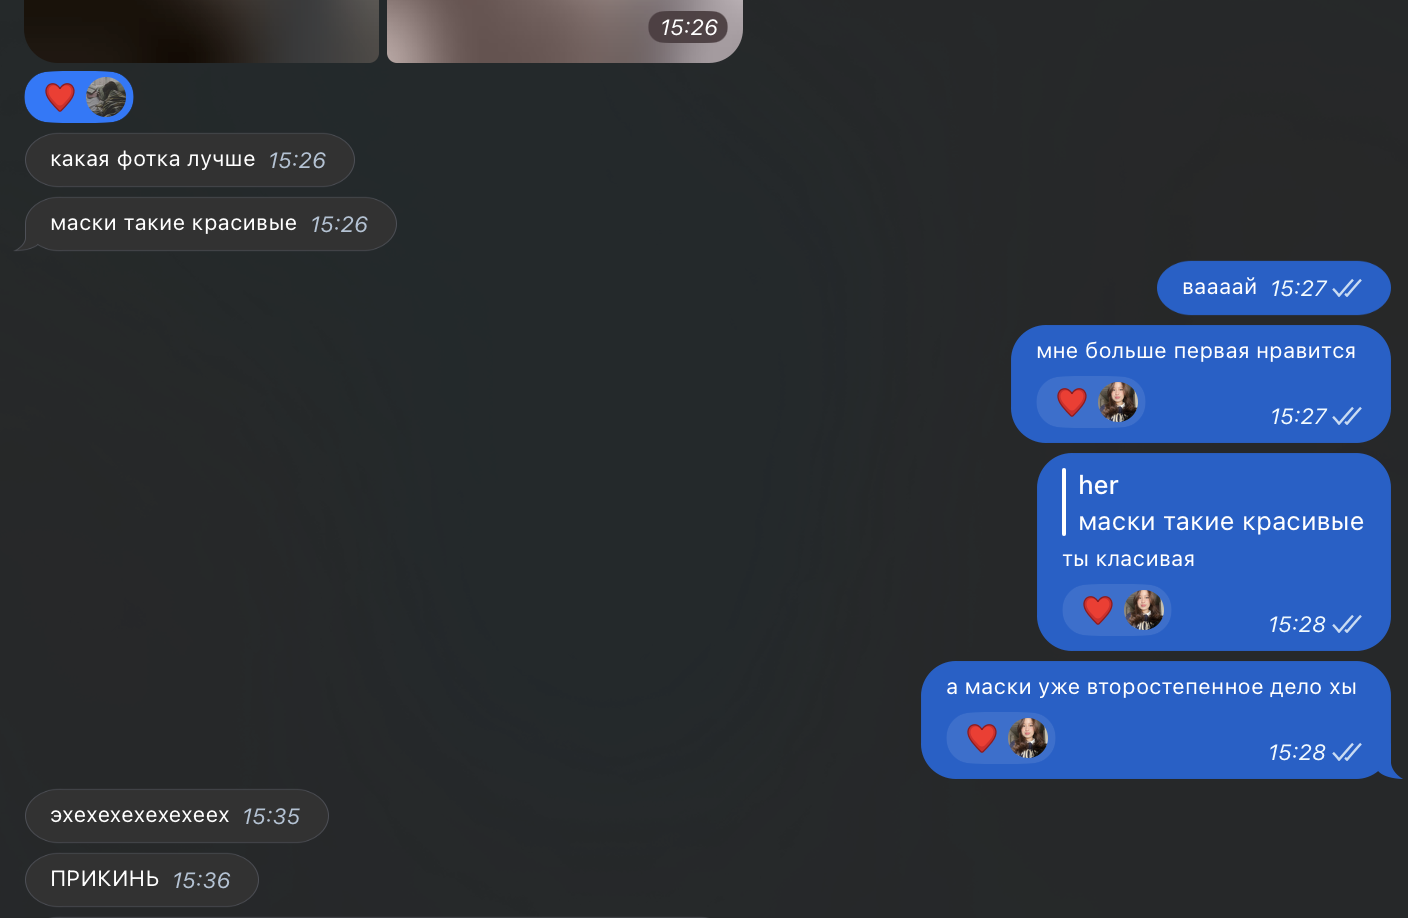 15:26
какая фотка лучше 15:26
маски такие красивые 15:26
ваааай 15:27
мне больше первая нравится
15:27
her
маски такие красивые
ты класивая
15:28
а маски уже второстепенное дело хы
15:28
эхехехехехехеех 15:35
ПРИКИНЬ 15:36